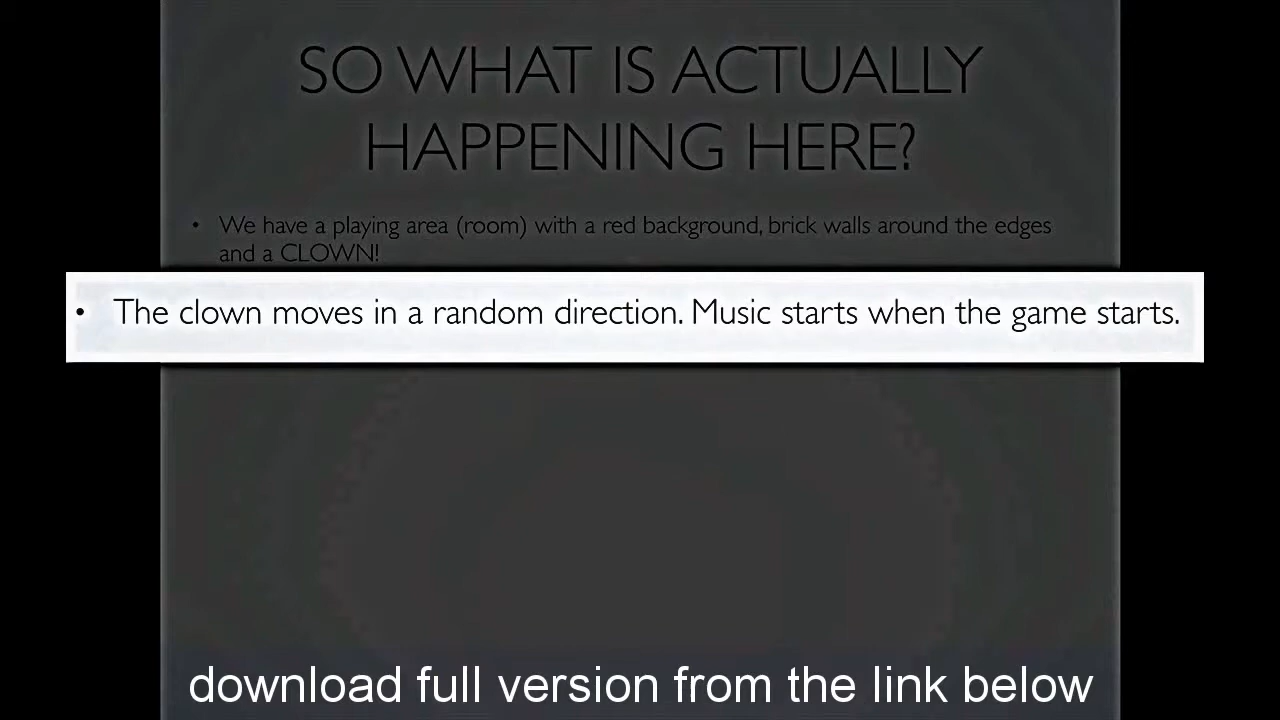 SO WHAT IS ACTUALLY
HAPPENING HERE?
• We have a playing area (room) with a red background, brick walls around the edges
and a CLOWN!
• The clown moves in a random direction. Music starts when the game starts.
download full version from the link below